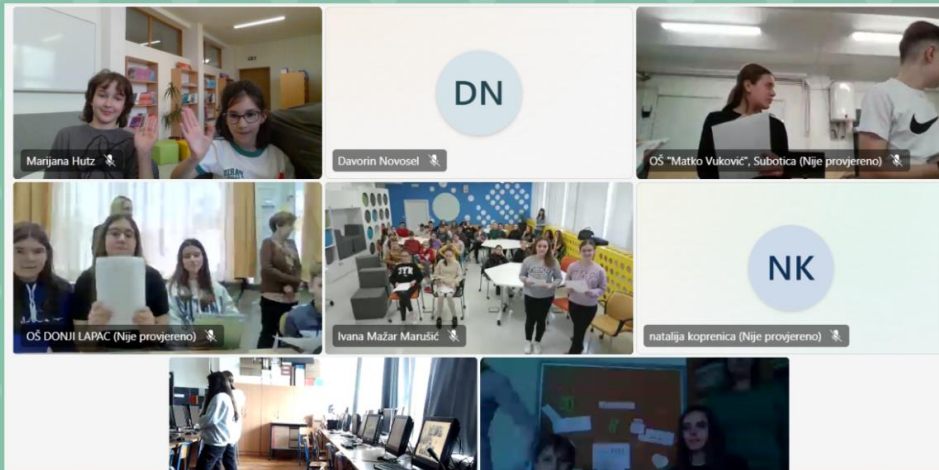 DN
Marijana Hutz
Davorin Novosel
OŠ "Matko Vuković", Subotica (Nije provjereno)
NK
OŠ DONJI LAPAC (Nije provjereno)
Ivana Mažar Marušić
natalija koprenica (Nije provjereno)